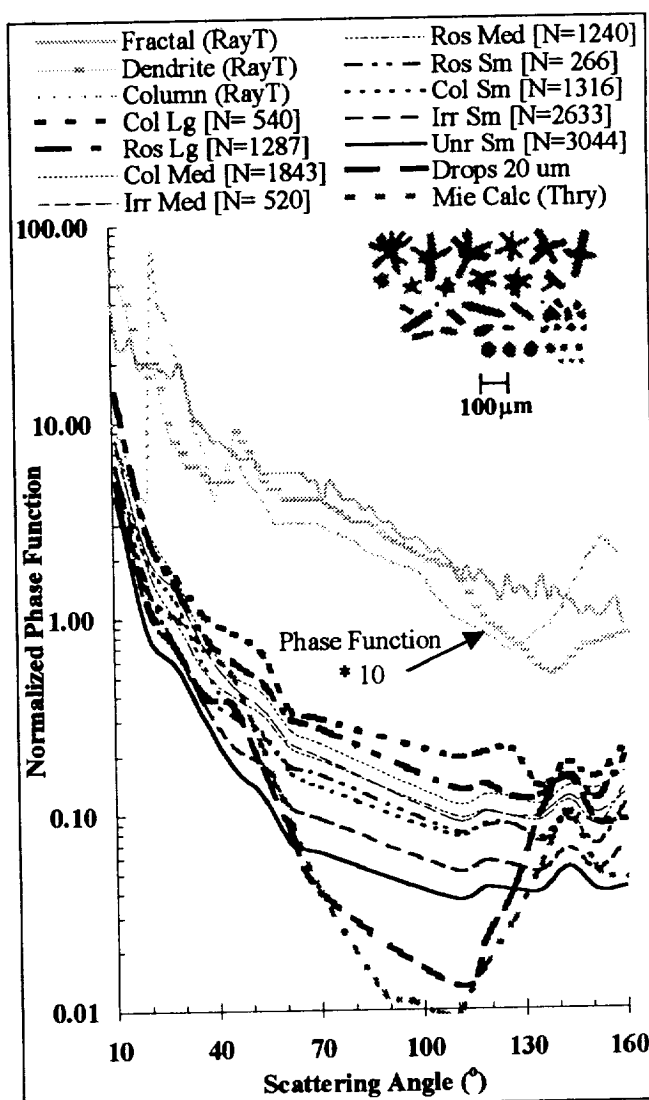 Fractal (RayT)
Dendrite (RayT)
Column (RayT)
Col Lg [N= 540]
Ros Lg [N=1287]
Col Med [N=1843]
Irr Med [N= 520]
Ros Med [N=1240]
Ros Sm [N= 266]
Col Sm [N=1316]
Irr Sm [N=2633]
Unr Sm [N=3044]
Drops 20 um
Mie Calc (Thry)
100.00
10.00
1.00
0.10
0.01
Normalized Phase Function
100µm
Phase Function
* 10
10 40 70 100 130 160
Scattering Angle (°)